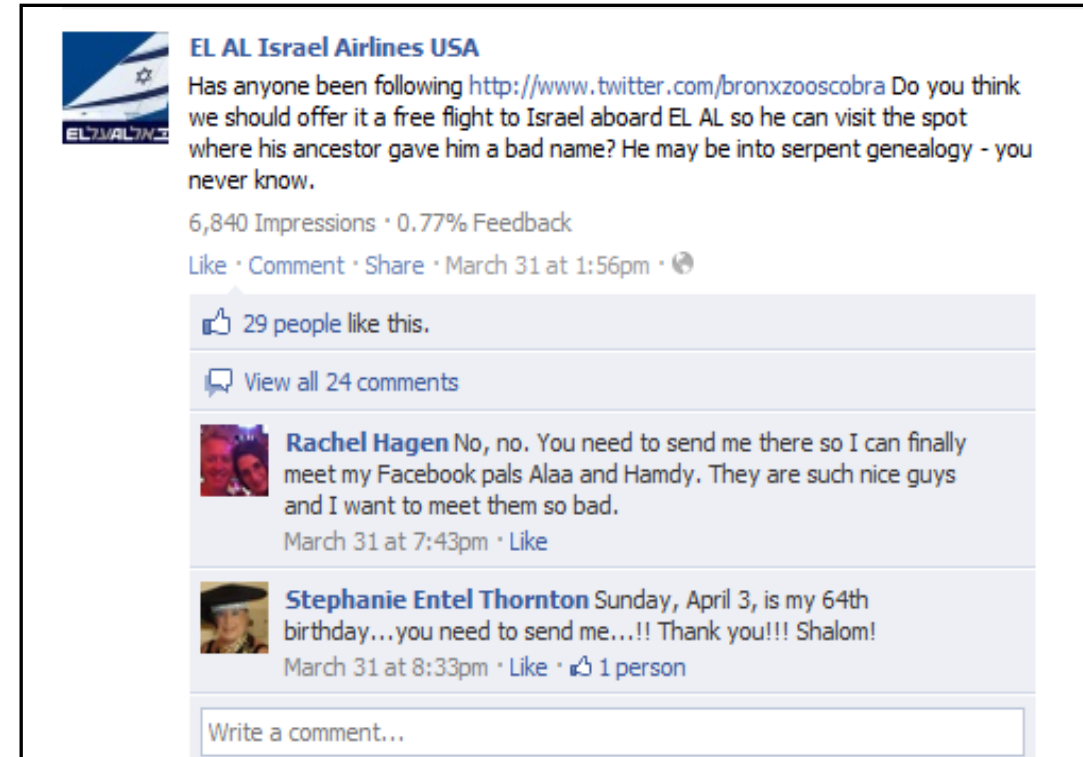 EL AL Israel Airlines USA
Has anyone been following http://www.twitter.com/bronxzooscobra Do you think
we should offer it a free flight to Israel aboard EL AL so he can visit the spot
where his ancestor gave him a bad name? He may be into serpent genealogy - you
never know.
6,840 Impressions · 0.77% Feedback
Like · Comment · Share · March 31 at 1:56pm ·
29 people like this.
View all 24 comments
Rachel Hagen No, no. You need to send me there so I can finally
meet my Facebook pals Alaa and Hamdy. They are such nice guys
and I want to meet them so bad.
March 31 at 7:43pm · Like
Stephanie Entel Thornton Sunday, April 3, is my 64th
birthday...you need to send me...!! Thank you!!! Shalom!
March 31 at 8:33pm · Like · 1 person
Write a comment...